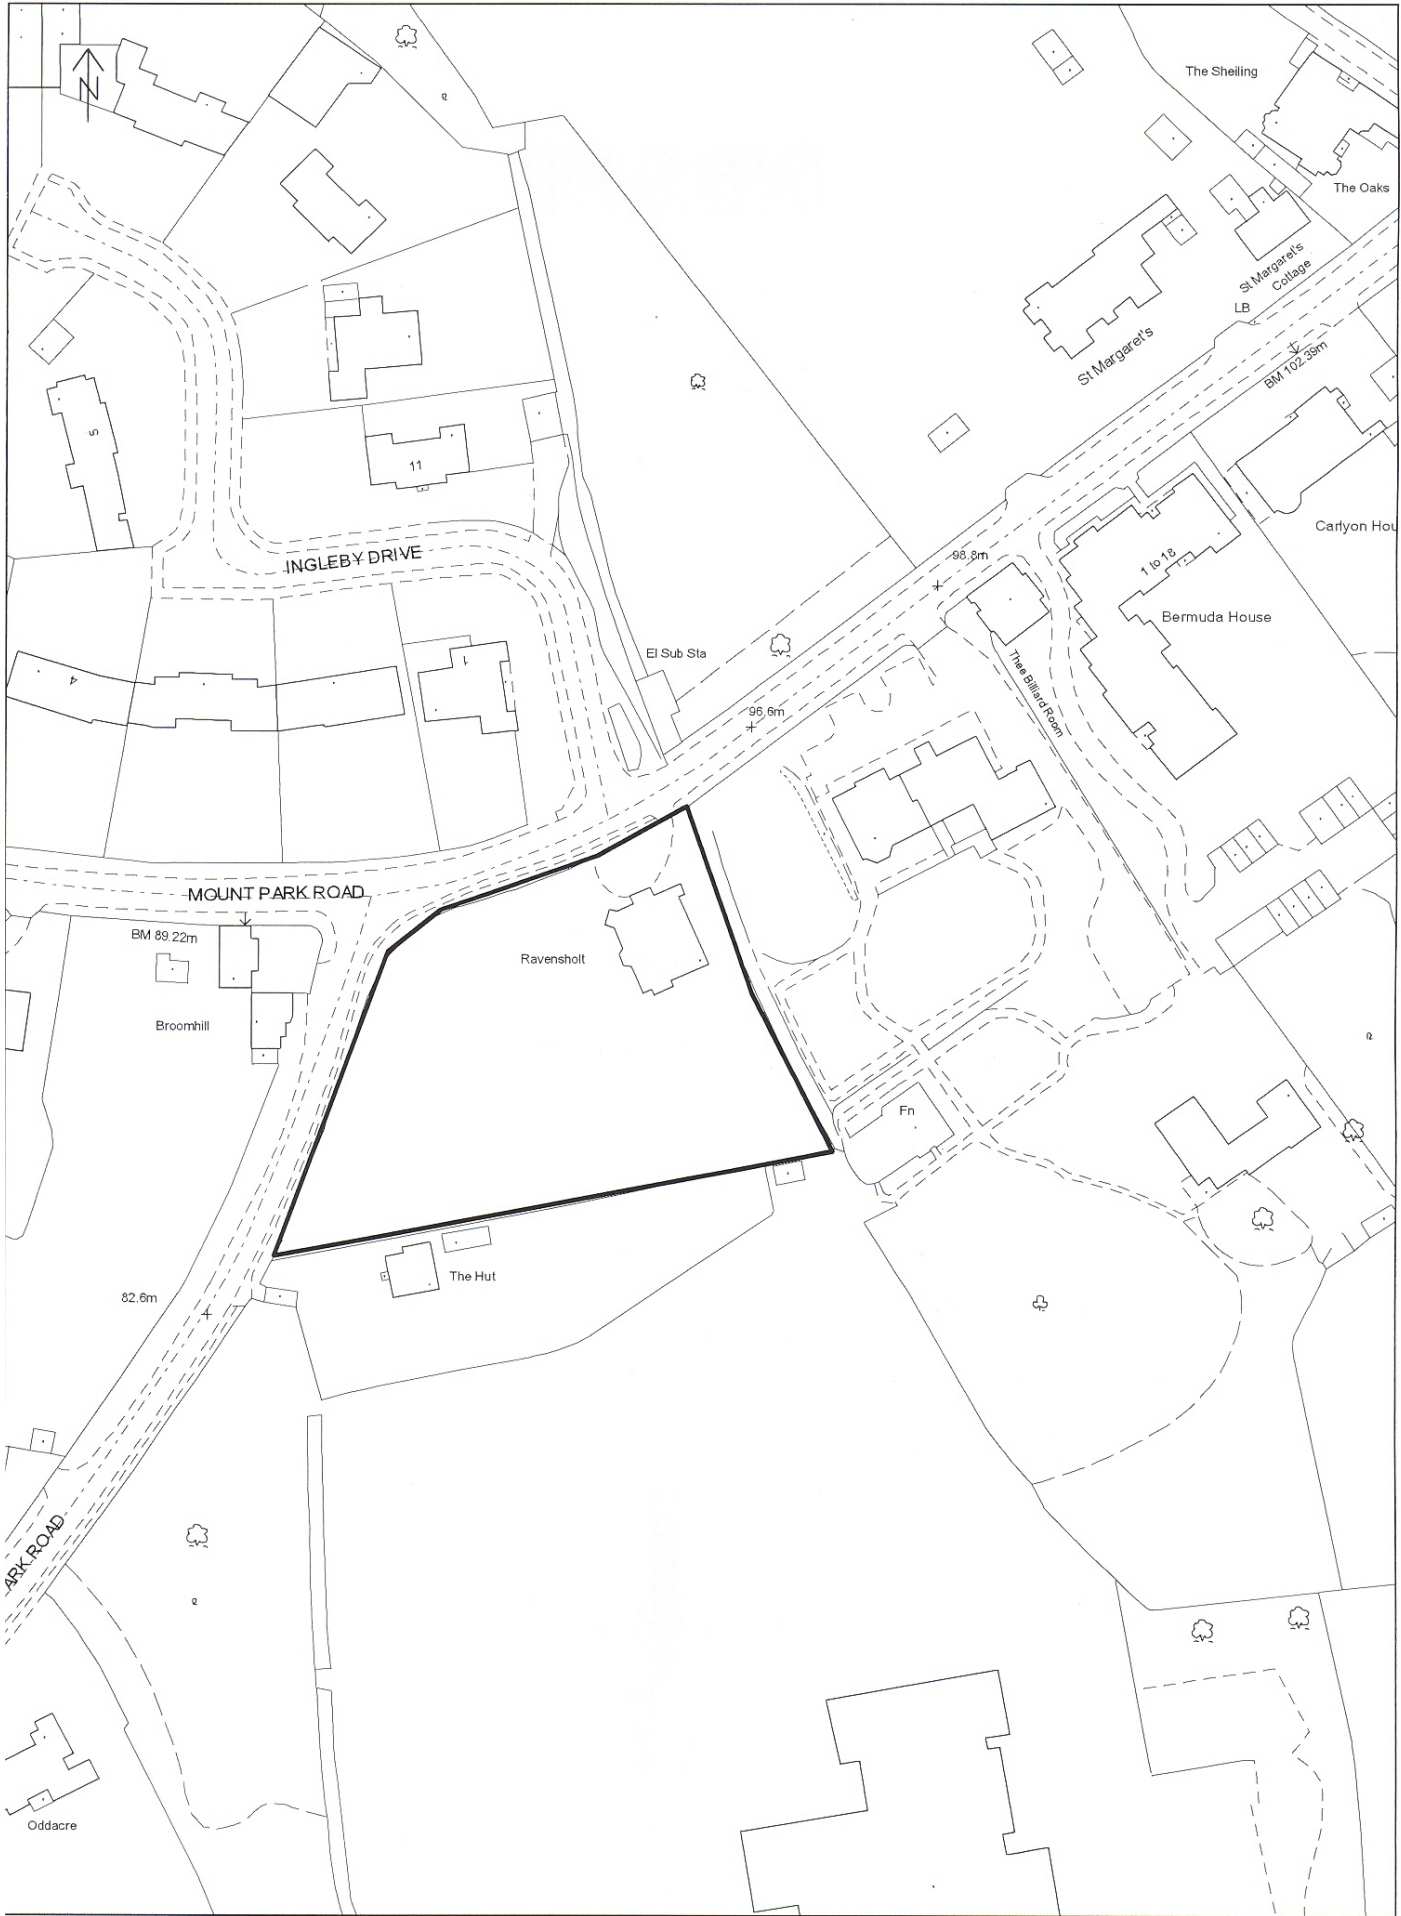 N
The Sheiling
The Oaks
St Margaret's
Cottage
LB
St Margaret's
BM 102.39m
5
11
Carlyon Hou
INGLEBY DRIVE
98.8m
1 to 18
Bermuda House
El Sub Sta
4
1
Thee Billiard Room
96.6m
MOUNT PARK ROAD
BM 89.22m
Ravensholt
Broomhill
Fn
The Hut
82.6m
ARK ROAD
Oddacre